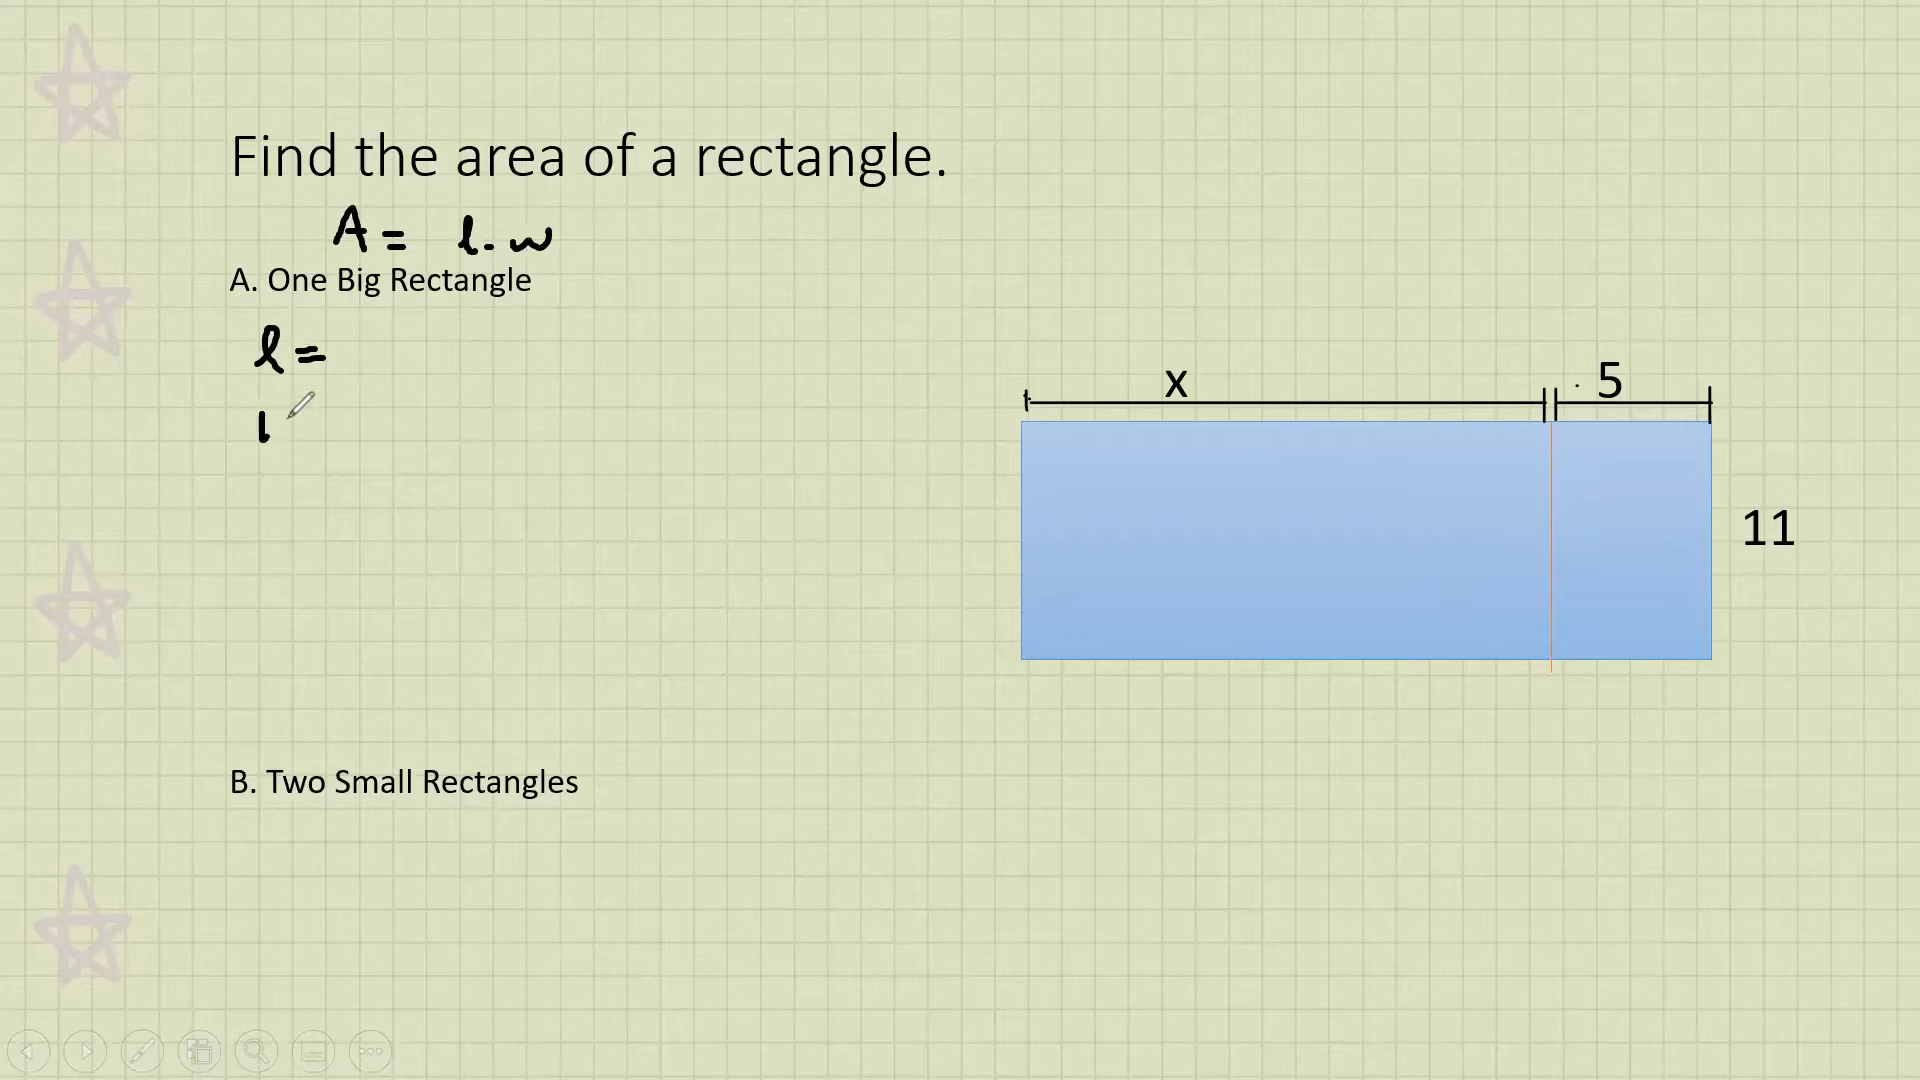 Find the area of a rectangle.
A = l · w
A. One Big Rectangle
l =
x
5
11
B. Two Small Rectangles